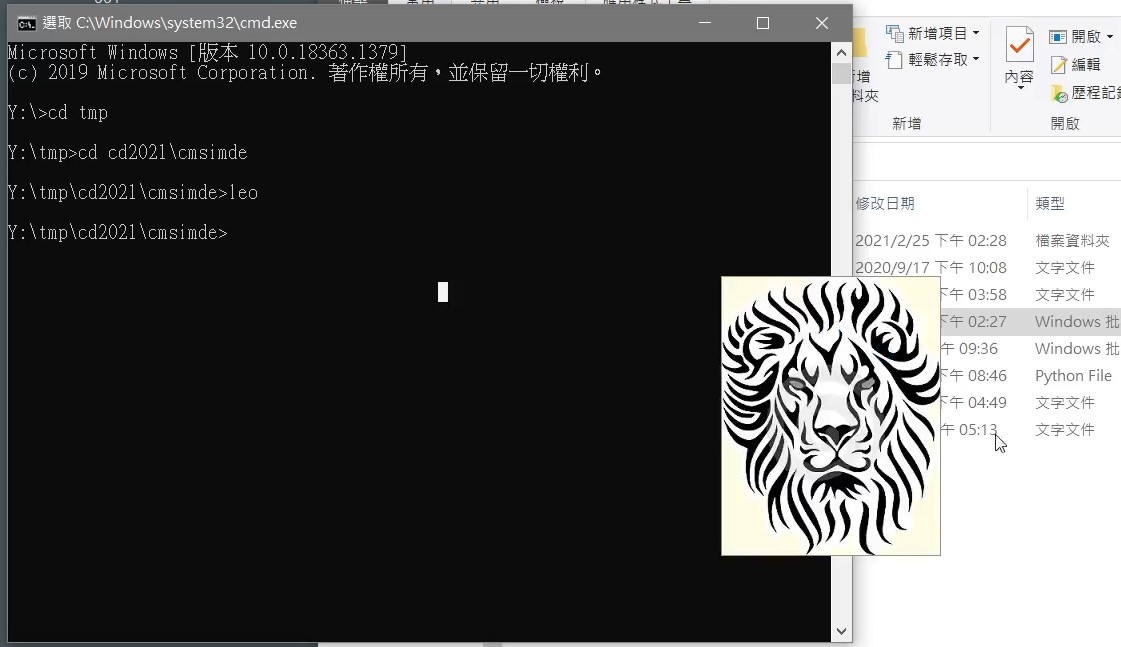 選取 C:\Windows\system32\cmd.exe
Microsoft Windows [版本 10.0.18363.1379]
(c) 2019 Microsoft Corporation. 著作權所有，並保留一切權利。
Y:\>cd tmp
Y:\tmp>cd cd2021\cmsimde
Y:\tmp\cd2021\cmsimde>leo
Y:\tmp\cd2021\cmsimde>
新增項目
輕鬆存取
新增
內容
開啟
編輯
歷程記錄
開啟
修改日期 類型
2021/2/25 下午 02:28 檔案資料夾
2020/9/17 下午 10:08 文字文件
下午 03:58 文字文件
下午 02:27 Windows 批
午 09:36 Windows 批
下午 08:46 Python File
下午 04:49 文字文件
午 05:13 文字文件